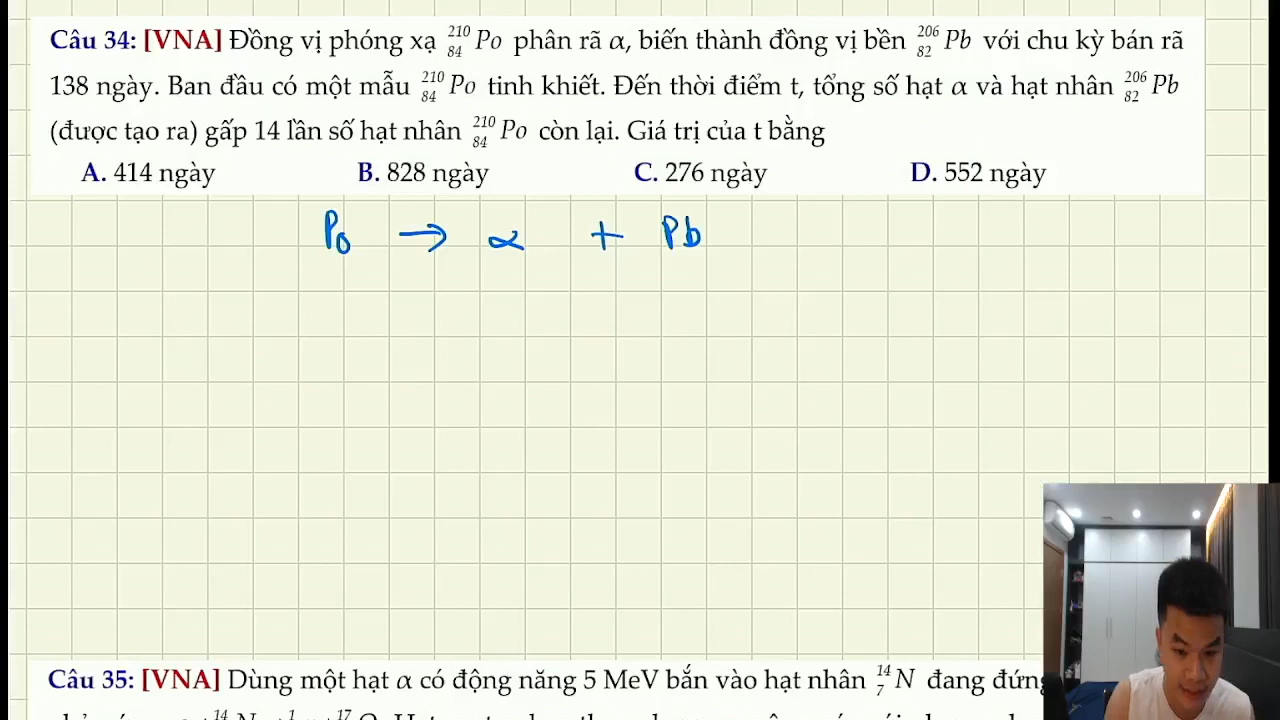 Câu 34: [VNA] Đồng vị phóng xạ ²¹⁰₈₄Po phân rã α, biến thành đồng vị bền ²⁰⁶₈₂Pb với chu kỳ bán rã
138 ngày. Ban đầu có một mẫu ²¹⁰₈₄Po tinh khiết. Đến thời điểm t, tổng số hạt α và hạt nhân ²⁰⁶₈₂Pb
(được tạo ra) gấp 14 lần số hạt nhân ²¹⁰₈₄Po còn lại. Giá trị của t bằng
A. 414 ngày B. 828 ngày C. 276 ngày D. 552 ngày
Po → α + Pb
Câu 35: [VNA] Dùng một hạt α có động năng 5 MeV bắn vào hạt nhân ¹⁴₇N đang đứng